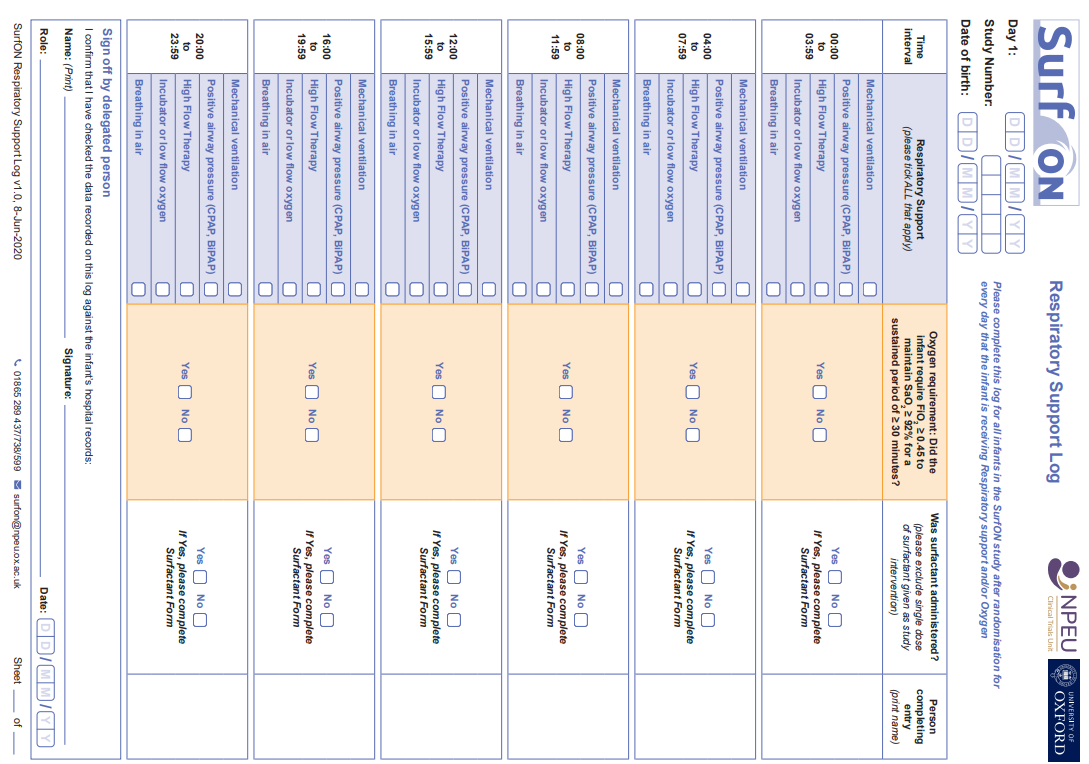 SurfON
Respiratory Support Log
NPEU
Clinical Trials Unit
UNIVERSITY OF
OXFORD
Day 1:
D D / M M / Y Y
Study Number:
Date of birth:
D D / M M / Y Y
Please complete this log for all infants in the SurfON study, after randomisation for
every day that the infant is receiving Respiratory support and/or Oxygen
Time
interval
Respiratory Support
(please tick ALL that apply)
Oxygen requirement: Did the
infant require FiO₂ ≥ 0.45 to
maintain SaO₂ ≥ 92% for a
sustained period of ≥ 30 minutes?
Was surfactant administered?
(please exclude single dose
of surfactant given as study
intervention)
Person
completing
entry
(print name)
00:00
to
03:59
Mechanical ventilation
Positive airway pressure (CPAP, BiPAP)
High Flow Therapy
Incubator or low flow oxygen
Breathing in air
Yes No
Yes No
If Yes, please complete
Surfactant Form
04:00
to
07:59
Mechanical ventilation
Positive airway pressure (CPAP, BiPAP)
High Flow Therapy
Incubator or low flow oxygen
Breathing in air
Yes No
Yes No
If Yes, please complete
Surfactant Form
08:00
to
11:59
Mechanical ventilation
Positive airway pressure (CPAP, BiPAP)
High Flow Therapy
Incubator or low flow oxygen
Breathing in air
Yes No
Yes No
If Yes, please complete
Surfactant Form
12:00
to
15:59
Mechanical ventilation
Positive airway pressure (CPAP, BiPAP)
High Flow Therapy
Incubator or low flow oxygen
Breathing in air
Yes No
Yes No
If Yes, please complete
Surfactant Form
16:00
to
19:59
Mechanical ventilation
Positive airway pressure (CPAP, BiPAP)
High Flow Therapy
Incubator or low flow oxygen
Breathing in air
Yes No
Yes No
If Yes, please complete
Surfactant Form
20:00
to
23:59
Mechanical ventilation
Positive airway pressure (CPAP, BiPAP)
High Flow Therapy
Incubator or low flow oxygen
Breathing in air
Yes No
Yes No
If Yes, please complete
Surfactant Form
Sign off by delegated person
I confirm that I have checked the data recorded on this log against the infant's hospital records:
Name: (Print) Signature:
Role: Date: D D / M M / Y Y
SurfON Respiratory Support Log v1.0, 8-Jun-2020 01865 289 437/738/599 surfon@npeu.ox.ac.uk Sheet ____ of ____